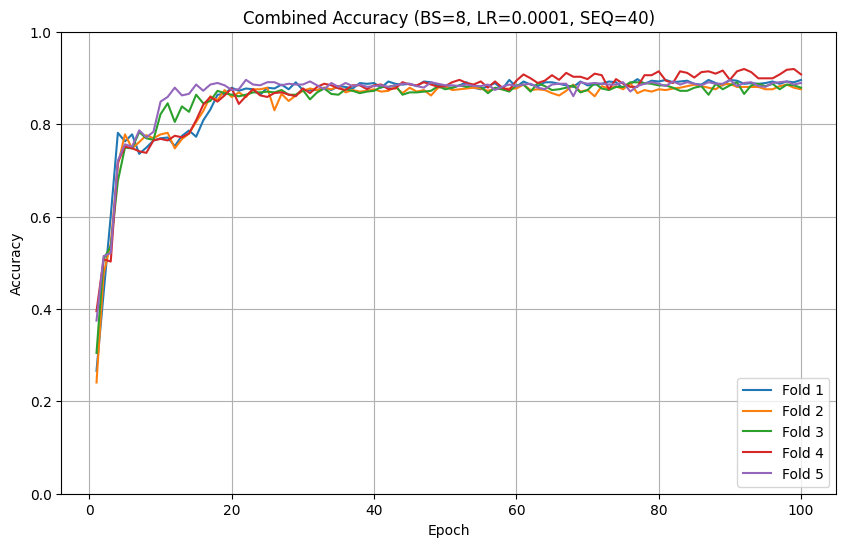 Combined Accuracy (BS=8, LR=0.0001, SEQ=40)
1.0
0.8
0.6
0.4
0.2
0.0
Accuracy
0 20 40 60 80 100
Epoch
Fold 1
Fold 2
Fold 3
Fold 4
Fold 5